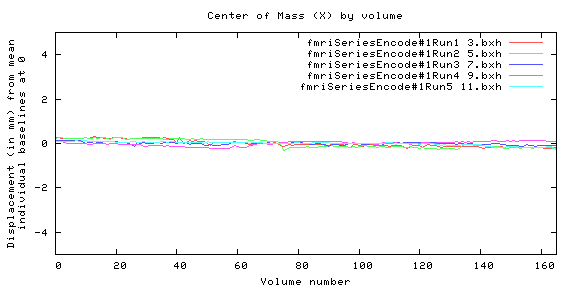 Center of Mass (X) by volume
fmriSeriesEncode#1Run1 3.bxh
fmriSeriesEncode#1Run2 5.bxh
fmriSeriesEncode#1Run3 7.bxh
fmriSeriesEncode#1Run4 9.bxh
fmriSeriesEncode#1Run5 11.bxh
Displacement (in mm) from mean
individual baselines at 0
4
2
0
-2
-4
0 20 40 60 80 100 120 140 160
Volume number